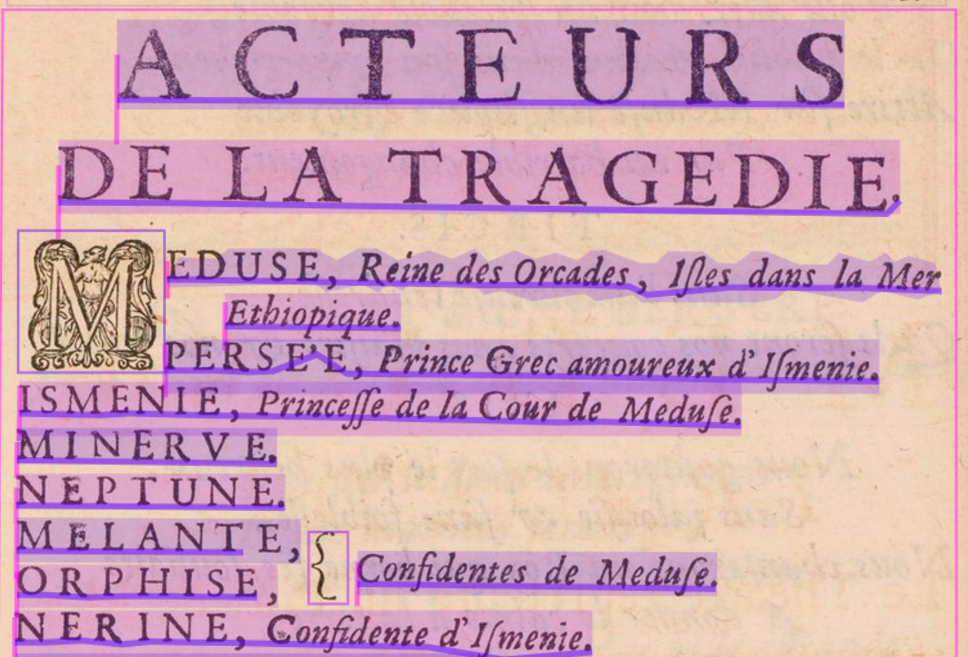 ACTEURS
DE LA TRAGEDIE.
MEDUSE, Reine des Orcades, Iſles dans la Mer
Ethiopique.
PERSE'E, Prince Grec amoureux d'Iſmenie.
ISMENIE, Princeſſe de la Cour de Meduſe.
MINERVE.
NEPTUNE.
MELANTE,
ORPHISE, { Confidentes de Meduſe.
NERINE, Confidente d'Iſmenie.